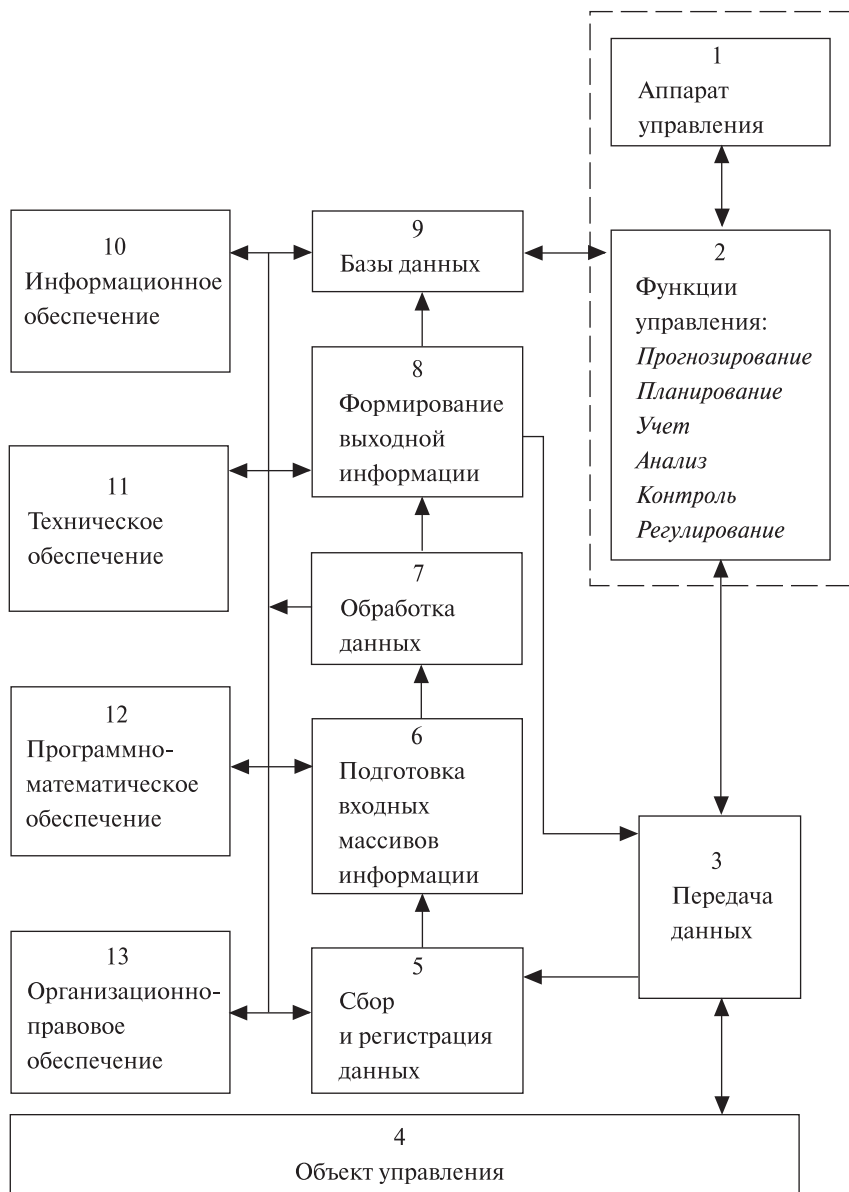 1
Аппарат
управления
2
Функции
управления:
Прогнозирование
Планирование
Учет
Анализ
Контроль
Регулирование
3
Передача
данных
4
Объект управления
5
Сбор
и регистрация
данных
6
Подготовка
входных
массивов
информации
7
Обработка
данных
8
Формирование
выходной
информации
9
Базы данных
10
Информационное
обеспечение
11
Техническое
обеспечение
12
Программно-
математическое
обеспечение
13
Организационно-
правовое
обеспечение